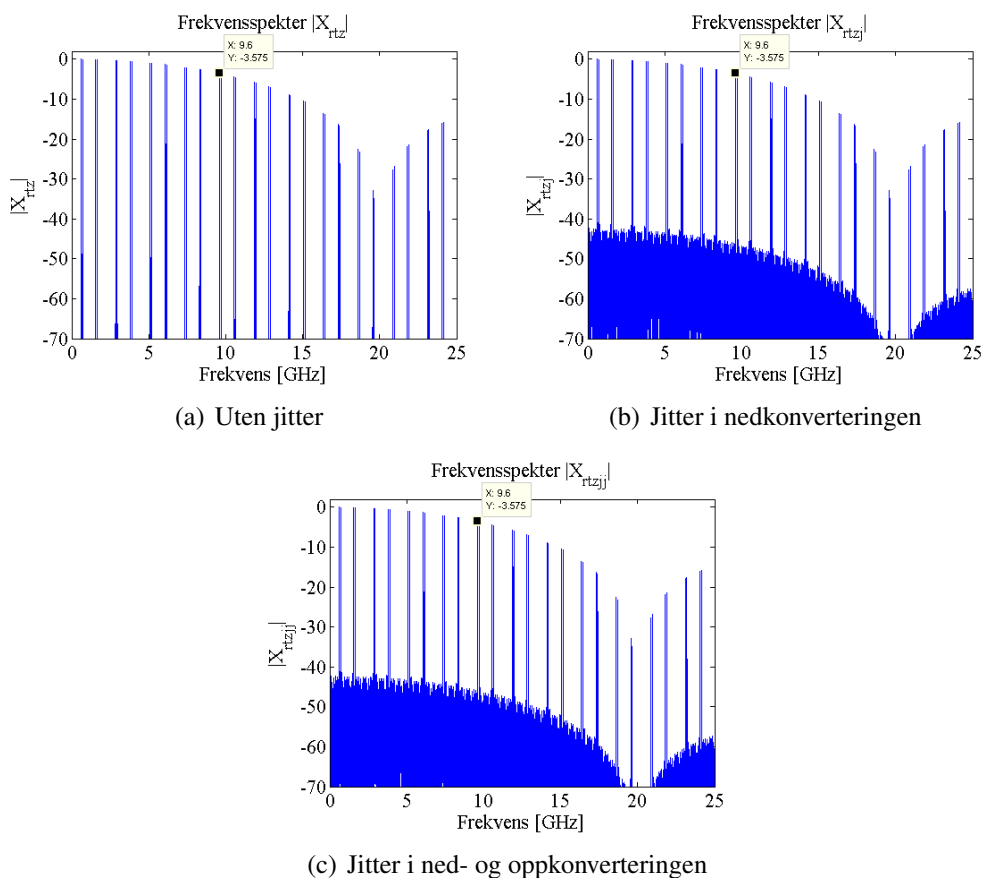 Frekvensspekter |X_rtz|
X: 9.6
Y: -3.575
0
-10
-20
-30
-40
-50
-60
-70
|X_rtz|
0 5 10 15 20 25
Frekvens [GHz]
(a) Uten jitter
Frekvensspekter |X_rtzj|
X: 9.6
Y: -3.575
0
-10
-20
-30
-40
-50
-60
-70
|X_rtzj|
0 5 10 15 20 25
Frekvens [GHz]
(b) Jitter i nedkonverteringen
Frekvensspekter |X_rtzjj|
X: 9.6
Y: -3.575
0
-10
-20
-30
-40
-50
-60
-70
|X_rtzjj|
0 5 10 15 20 25
Frekvens [GHz]
(c) Jitter i ned- og oppkonverteringen